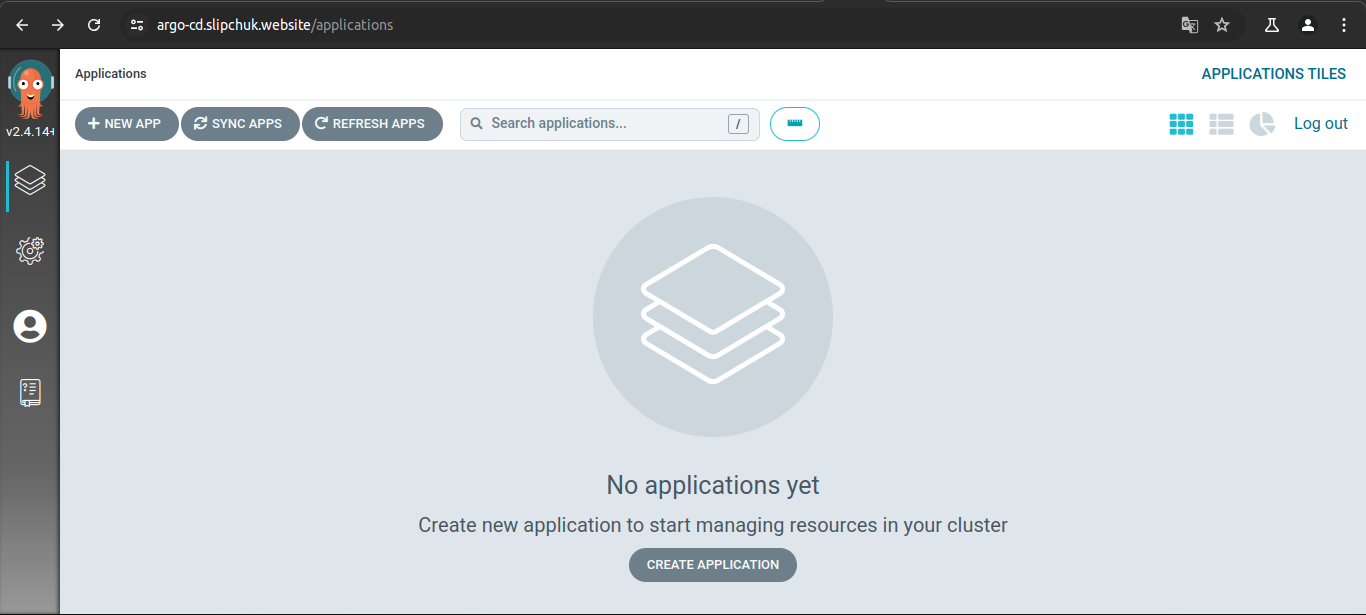 argo-cd.slipchuk.website/applications
Applications
APPLICATIONS TILES
v2.4.14+
NEW APP
SYNC APPS
REFRESH APPS
Search applications...
/
Log out
No applications yet
Create new application to start managing resources in your cluster
CREATE APPLICATION